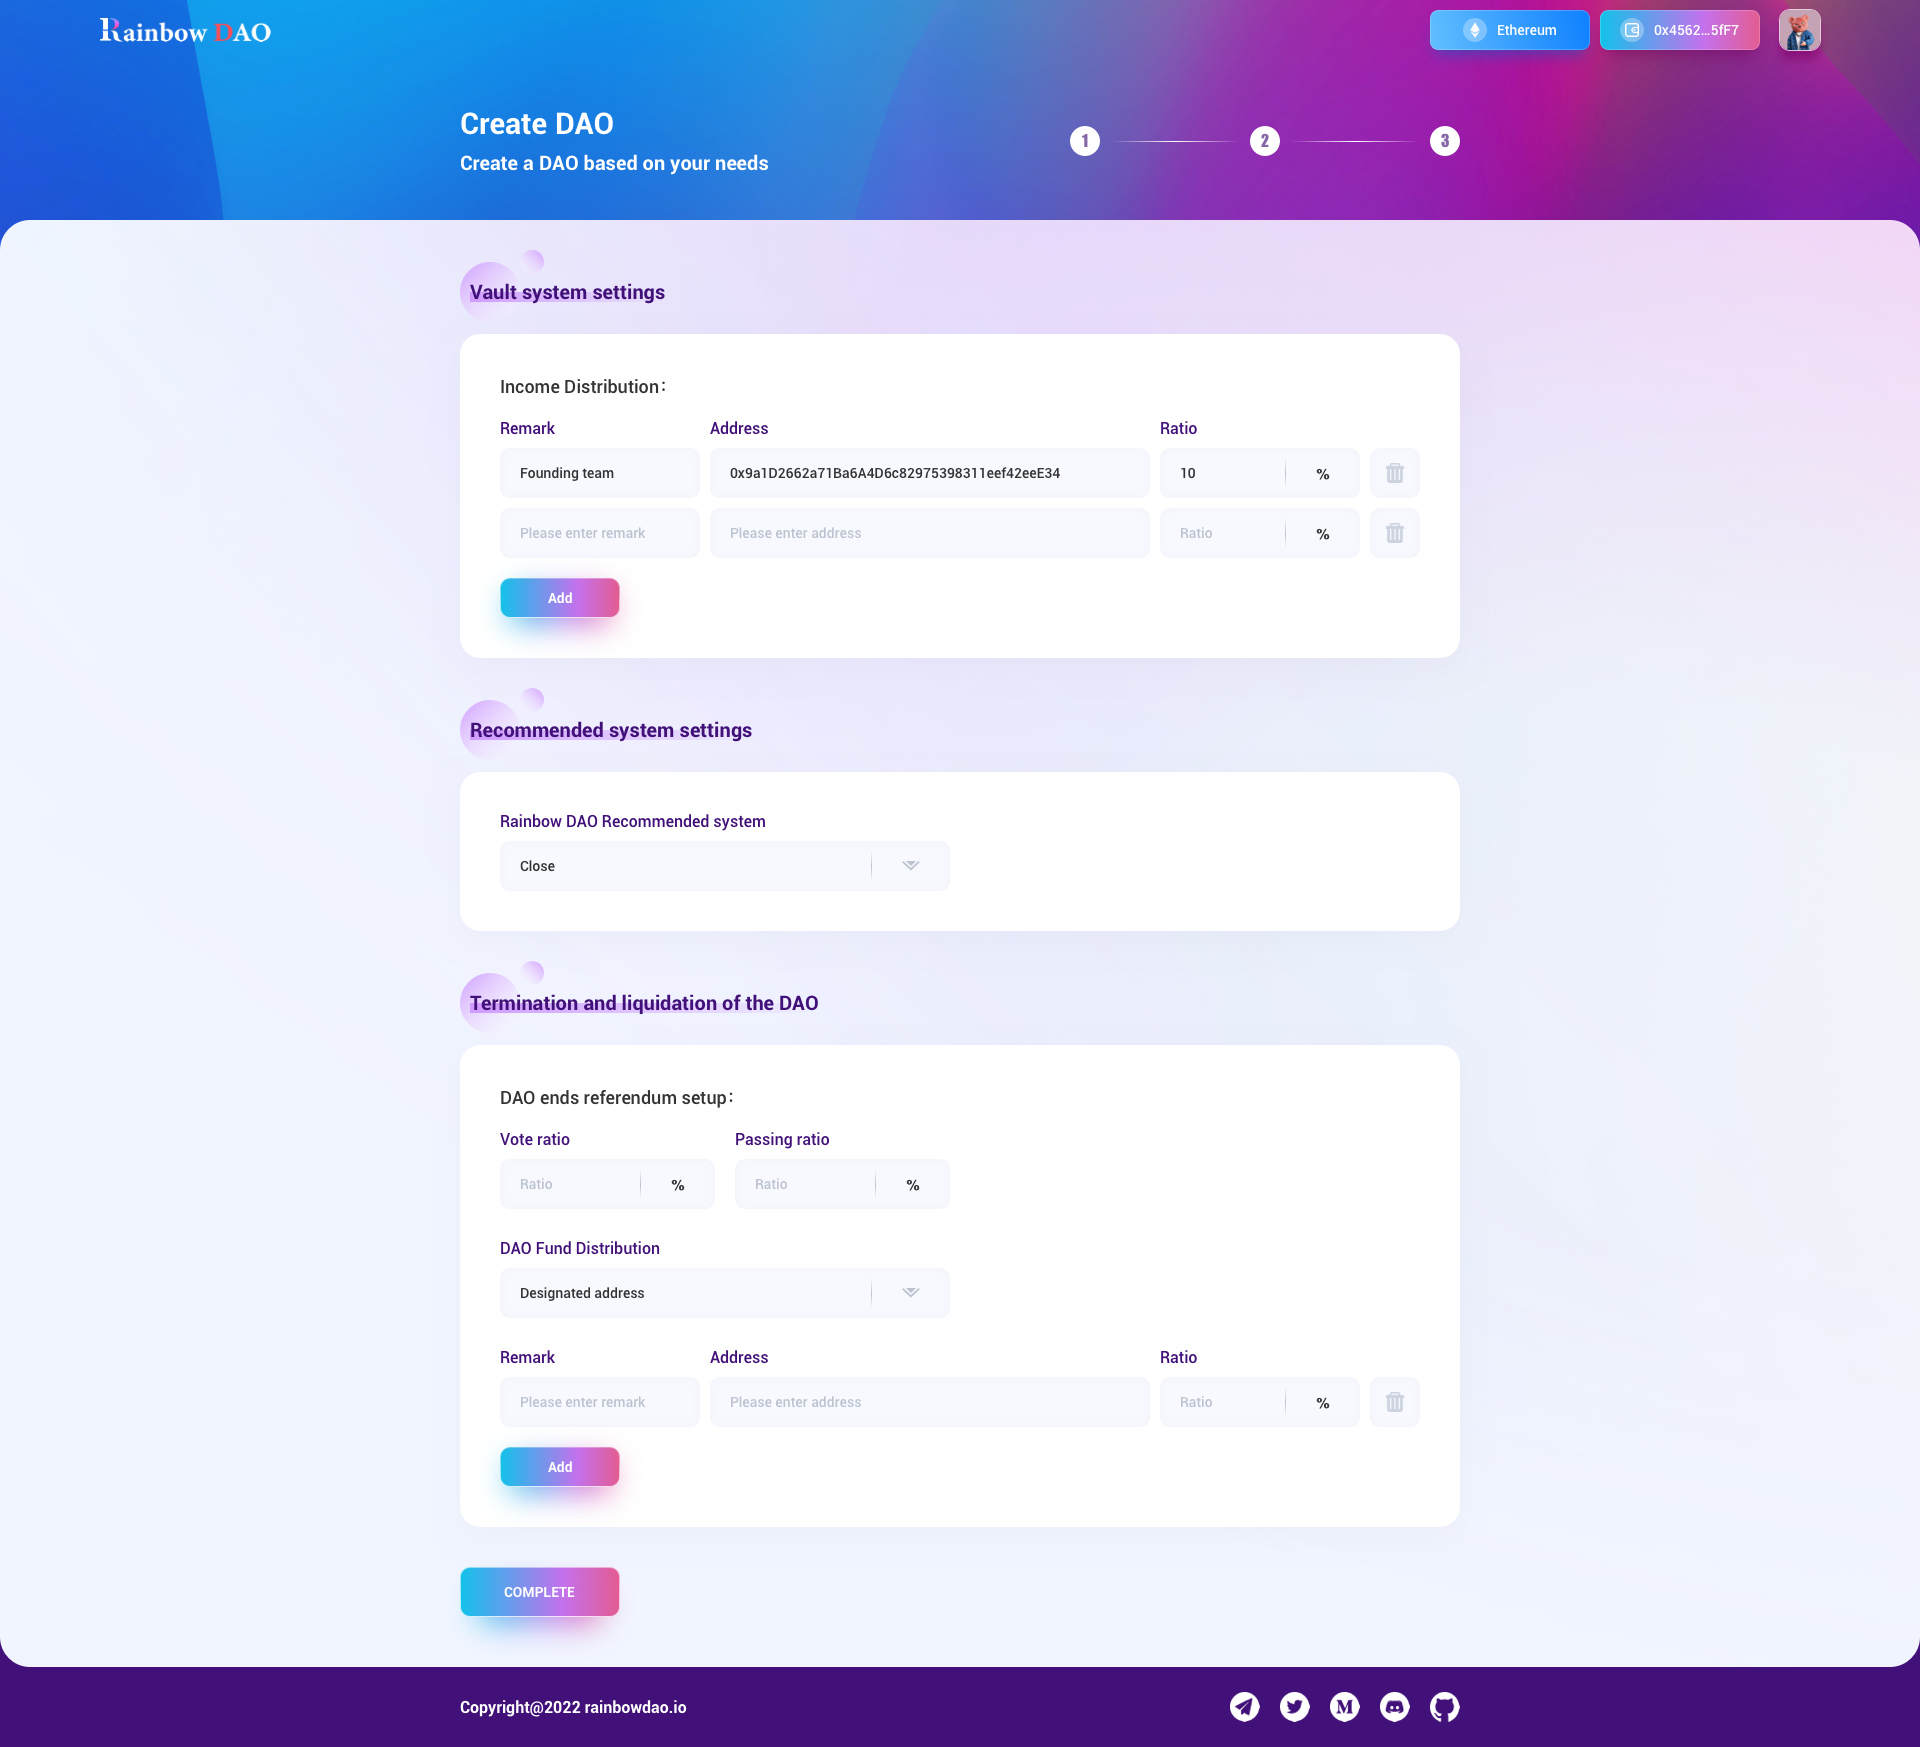 Rainbow DAO
Ethereum
0x4562...5fF7
Create DAO
Create a DAO based on your needs
1
2
3
Vault system settings
Income Distribution：
Remark Address Ratio
Founding team 0x9a1D2662a71Ba6A4D6c82975398311eef42eeE34 10 %
Please enter remark Please enter address Ratio %
Add
Recommended system settings
Rainbow DAO Recommended system
Close
Termination and liquidation of the DAO
DAO ends referendum setup：
Vote ratio Passing ratio
Ratio % Ratio %
DAO Fund Distribution
Designated address
Remark Address Ratio
Please enter remark Please enter address Ratio %
Add
COMPLETE
Copyright@2022 rainbowdao.io
M